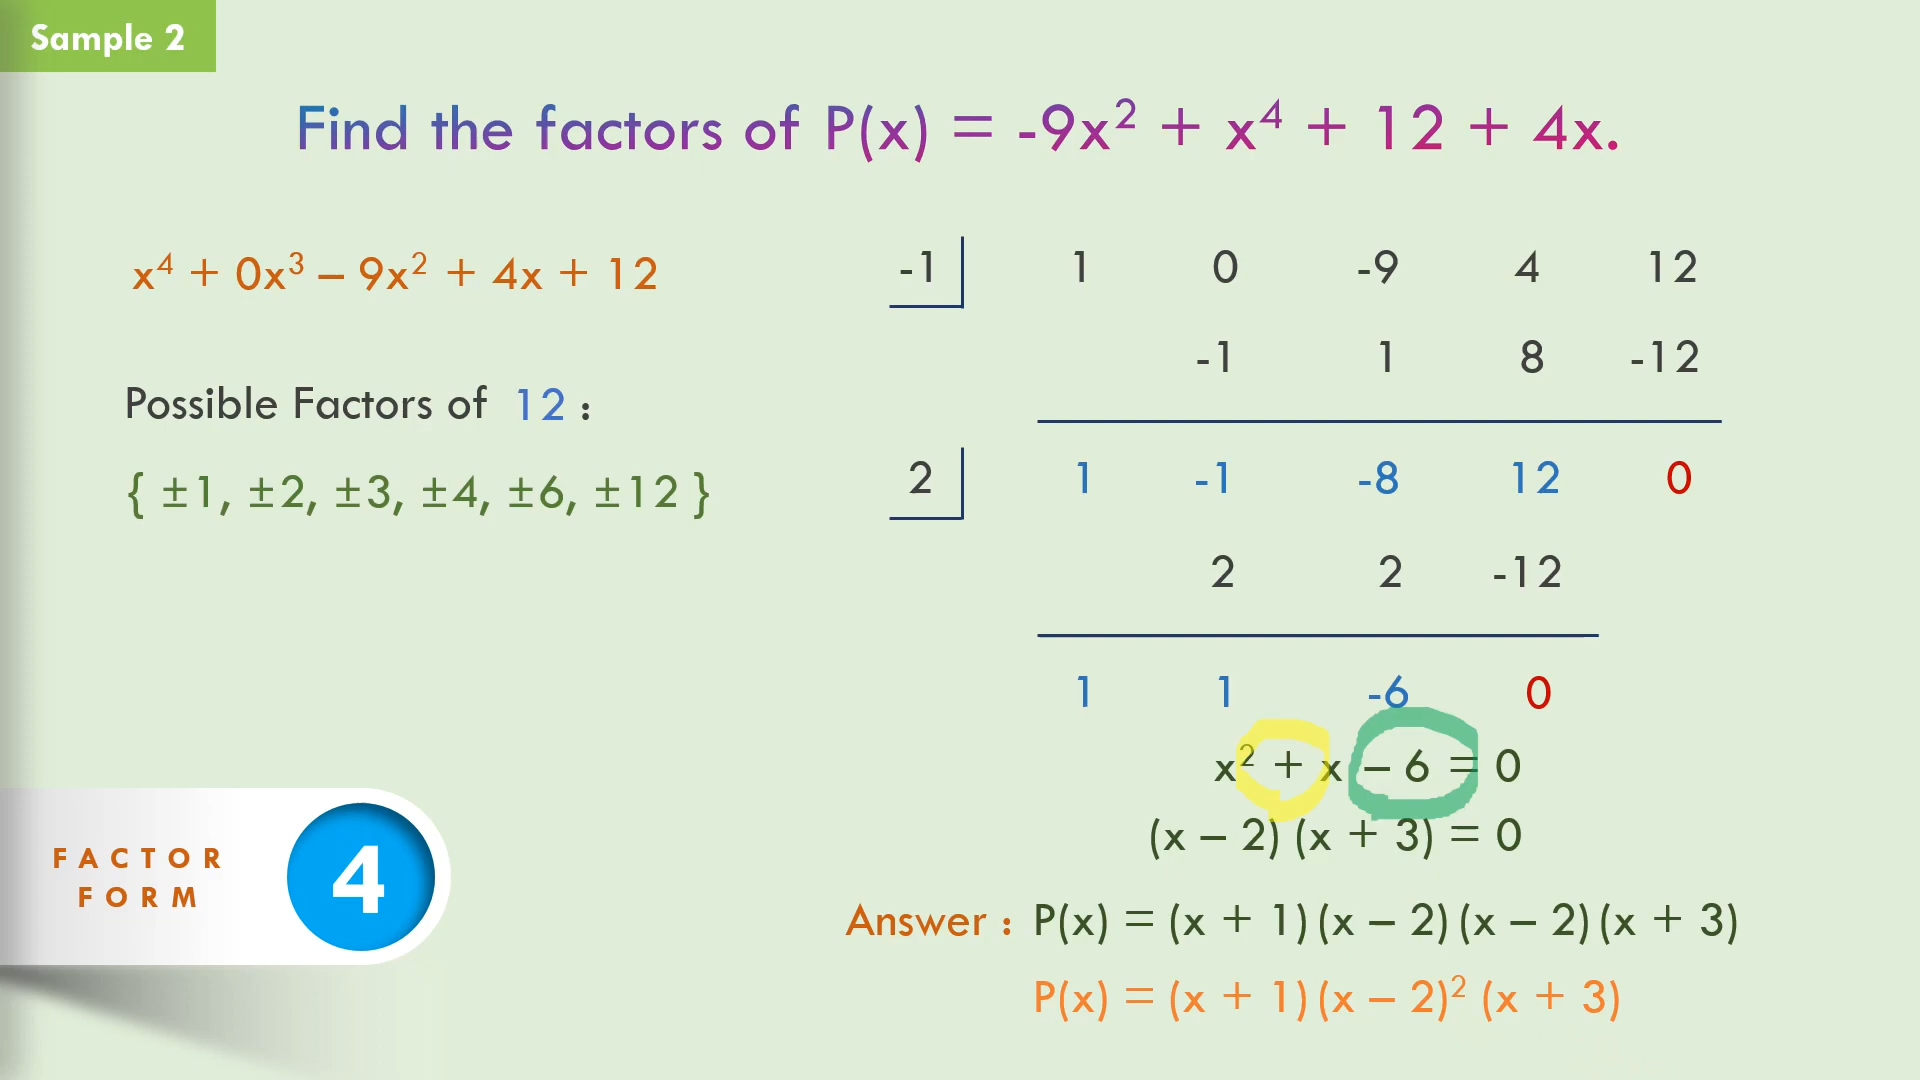 Sample 2
Find the factors of P(x) = -9x² + x⁴ + 12 + 4x.
x⁴ + 0x³ – 9x² + 4x + 12
Possible Factors of 12 :
{ ±1, ±2, ±3, ±4, ±6, ±12 }
-1 1 0 -9 4 12
-1 1 8 -12
2 1 -1 -8 12 0
2 2 -12
1 1 -6 0
x² + x – 6 = 0
(x – 2) (x + 3) = 0
FACTOR
FORM
4
Answer : P(x) = (x + 1) (x – 2) (x – 2) (x + 3)
P(x) = (x + 1) (x – 2)² (x + 3)